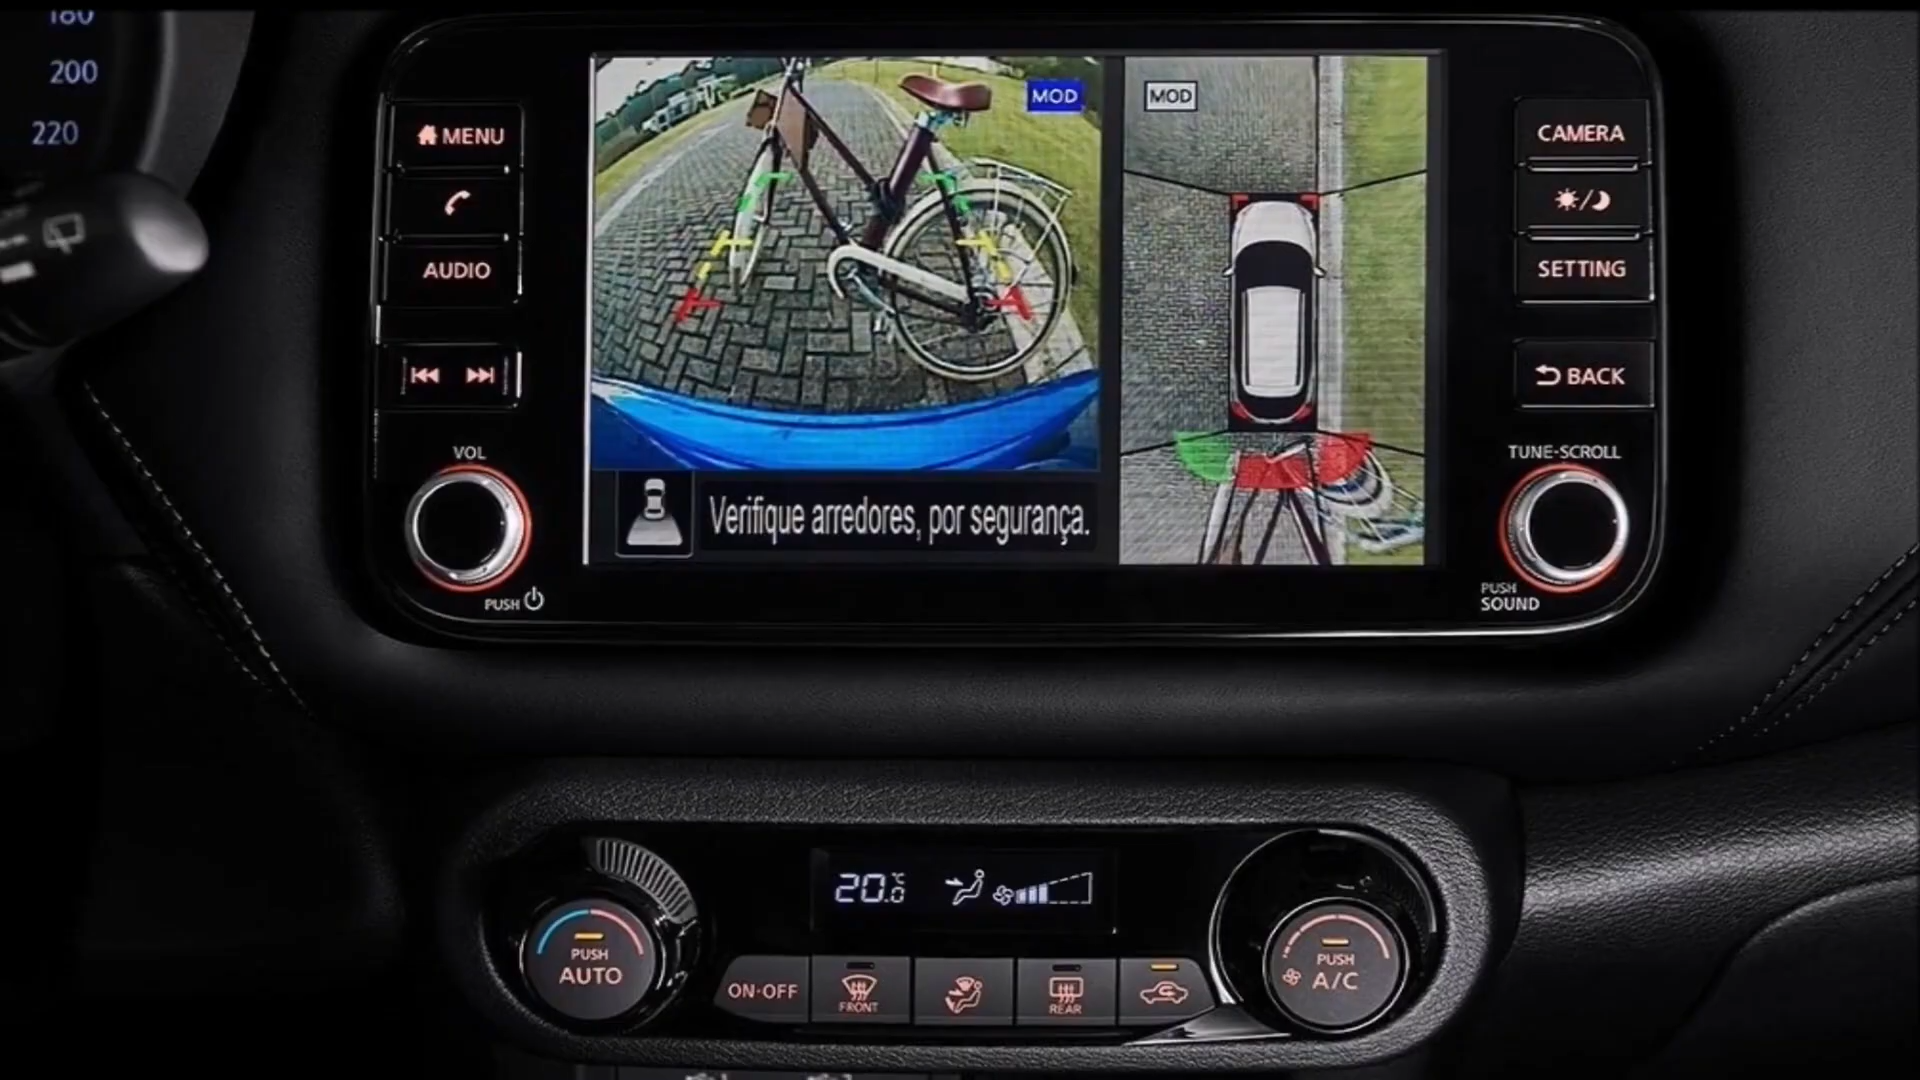 180
200
220
MENU
AUDIO
VOL
PUSH
MOD
MOD
Verifique arredores, por segurança.
CAMERA
SETTING
BACK
TUNE·SCROLL
PUSH
SOUND
20.0 °C
PUSH
AUTO
ON·OFF
FRONT
REAR
PUSH
A/C